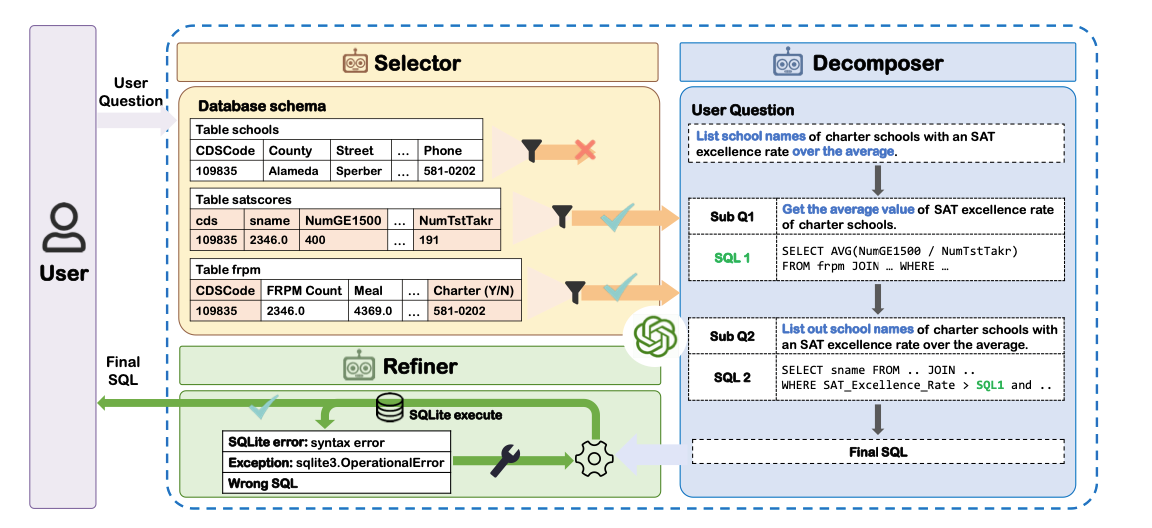 User
Question
User
Final
SQL
Selector
Database schema
Table schools
CDSCode County Street ... Phone
109835 Alameda Sperber ... 581-0202
Table satscores
cds sname NumGE1500 ... NumTstTakr
109835 2346.0 400 ... 191
Table frpm
CDSCode FRPM Count Meal ... Charter (Y/N)
109835 2346.0 4369.0 ... 581-0202
Refiner
SQLite execute
SQLite error: syntax error
Exception: sqlite3.OperationalError
Wrong SQL
Decomposer
User Question
List school names of charter schools with an SAT
excellence rate over the average.
Sub Q1
Get the average value of SAT excellence rate
of charter schools.
SQL 1
SELECT AVG(NumGE1500 / NumTstTakr)
FROM frpm JOIN … WHERE …
Sub Q2
List out school names of charter schools with
an SAT excellence rate over the average.
SQL 2
SELECT sname FROM .. JOIN ..
WHERE SAT_Excellence_Rate > SQL1 and ..
Final SQL